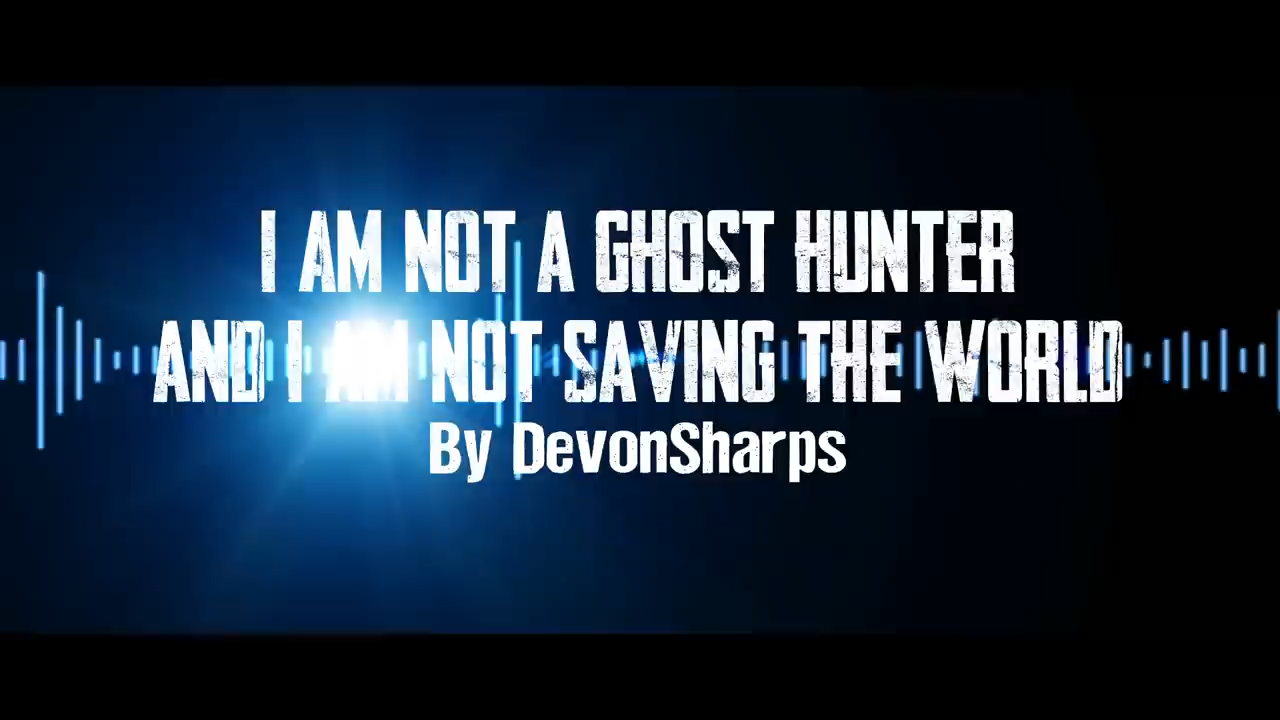 I AM NOT A GHOST HUNTER
AND I AM NOT SAVING THE WORLD
By DevonSharps